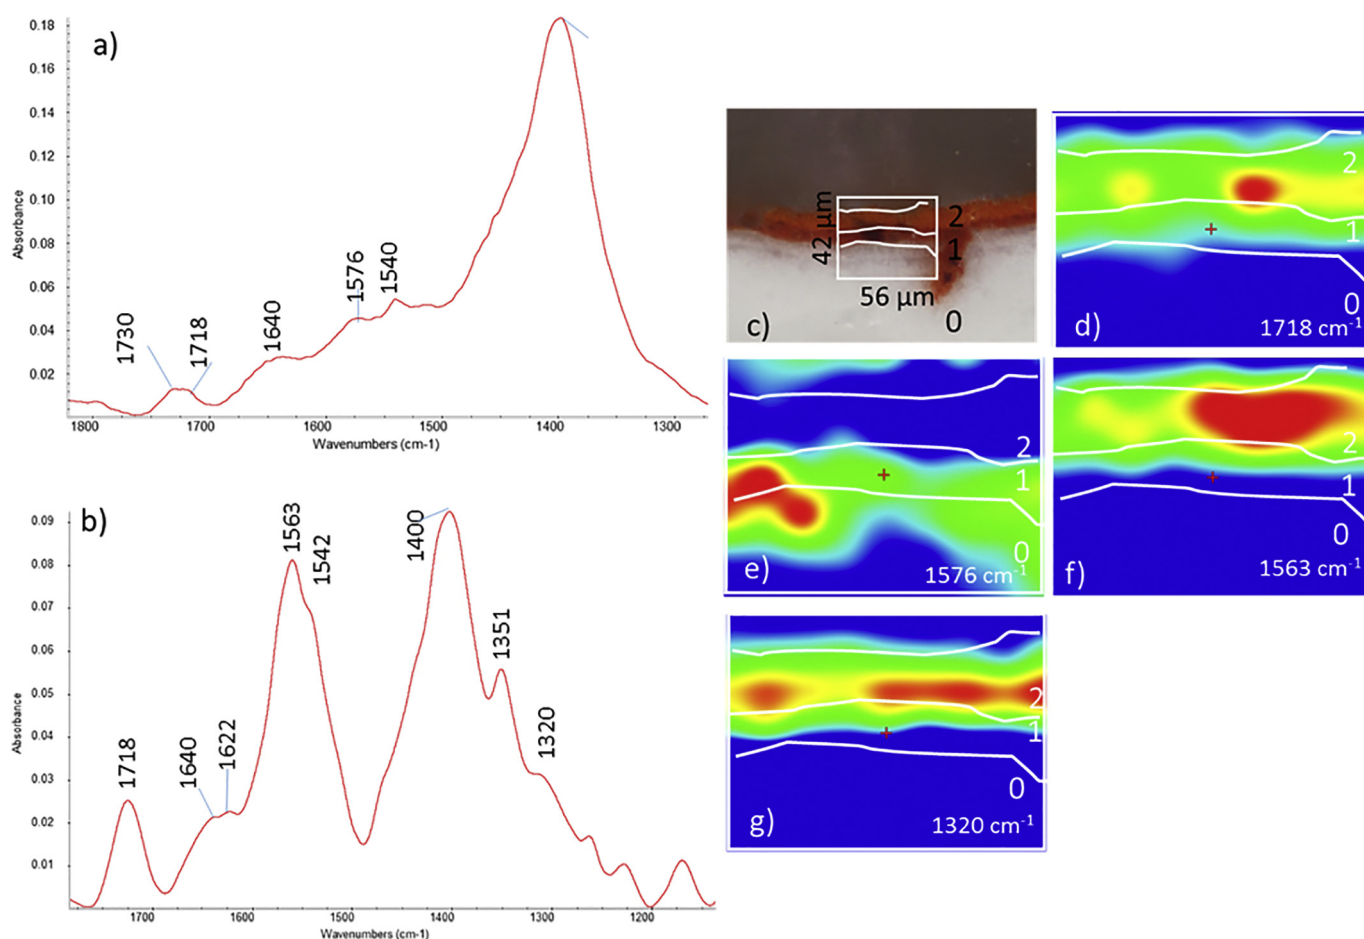 a)
0.18
0.16
0.14
0.12
0.10
0.08
0.06
0.04
0.02
Absorbance
1730
1718
1640
1576
1540
1800 1700 1600 1500 1400 1300
Wavenumbers (cm-1)
b)
0.09
0.08
0.07
0.06
0.05
0.04
0.03
0.02
0.01
Absorbance
1718
1640
1622
1563
1542
1400
1351
1320
1700 1600 1500 1400 1300 1200
Wavenumbers (cm-1)
c)
42 µm
56 µm
2
1
0
d)
2
1
0
1718 cm-1
e)
2
1
0
1576 cm-1
f)
2
1
0
1563 cm-1
g)
2
1
0
1320 cm-1